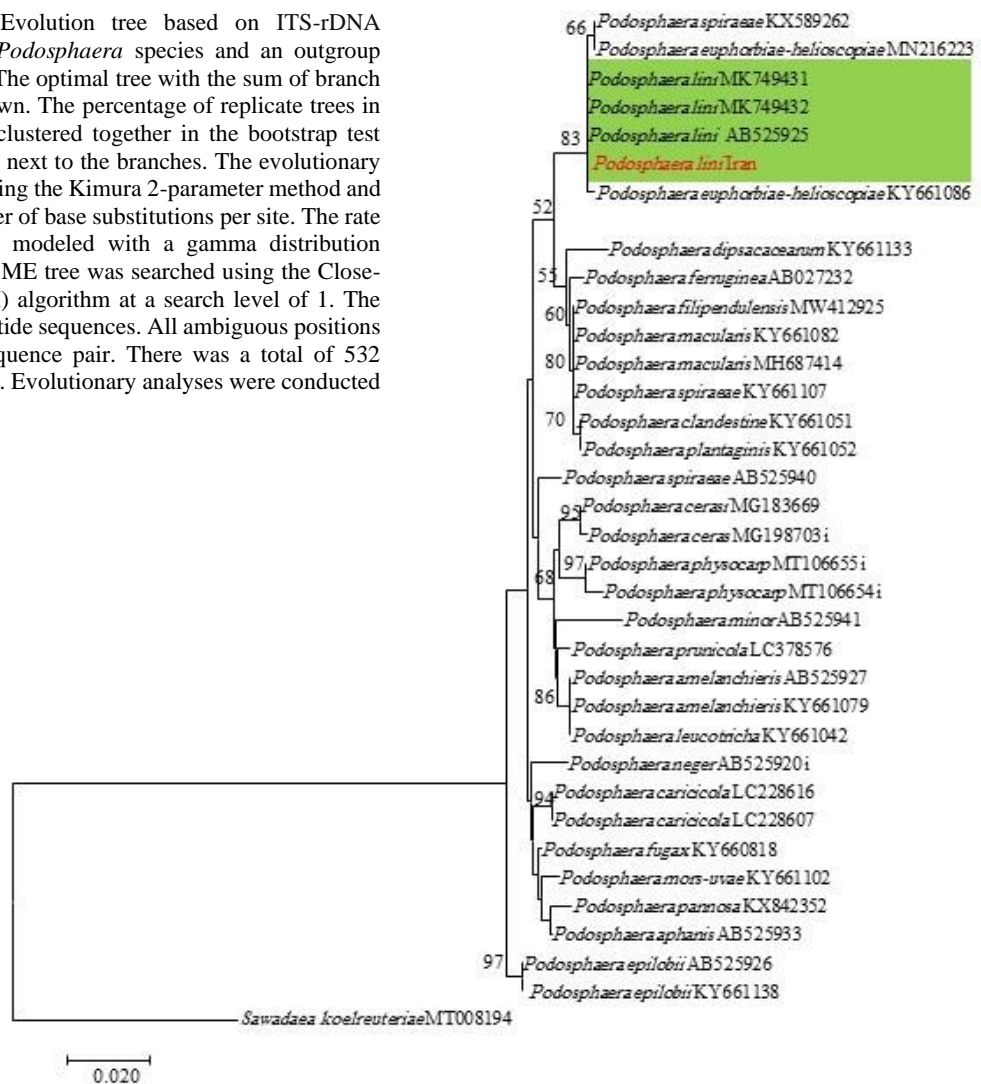 Evolution tree based on ITS-rDNA
Podosphaera species and an outgroup
The optimal tree with the sum of branch
wn. The percentage of replicate trees in
clustered together in the bootstrap test
next to the branches. The evolutionary
ing the Kimura 2-parameter method and
er of base substitutions per site. The rate
modeled with a gamma distribution
ME tree was searched using the Close-
) algorithm at a search level of 1. The
tide sequences. All ambiguous positions
quence pair. There was a total of 532
. Evolutionary analyses were conducted
66
Podosphaera spiraeae KX589262
Podosphaera euphorbiae-helioscopiae MN216223
Podosphaera lini MK749431
Podosphaera lini MK749432
83
Podosphaera lini AB525925
Podosphaera lini Iran
Podosphaera euphorbiae-helioscopiae KY661086
52
Podosphaera dipsacacearum KY661133
55
Podosphaera ferruginea AB027232
60
Podosphaera filipendulensis MW412925
Podosphaera macularis KY661082
80
Podosphaera macularis MH687414
Podosphaera spiraeae KY661107
70
Podosphaera clandestine KY661051
Podosphaera plantaginis KY661052
Podosphaera spiraeae AB525940
95
Podosphaera cerasi MG183669
Podosphaera ceras MG198703 i
97
Podosphaera physocarp MT106655 i
68
Podosphaera physocarp MT106654 i
Podosphaera minor AB525941
Podosphaera prunicola LC378576
Podosphaera amelanchieris AB525927
86
Podosphaera amelanchieris KY661079
Podosphaera leucotricha KY661042
Podosphaera neger AB525920 i
94
Podosphaera caricicola LC228616
Podosphaera caricicola LC228607
Podosphaera fugax KY660818
Podosphaera mors-uvae KY661102
Podosphaera pannosa KX842352
Podosphaera aphanis AB525933
97
Podosphaera epilobii AB525926
Podosphaera epilobii KY661138
Sawadaea koelreuteriae MT008194
0.020